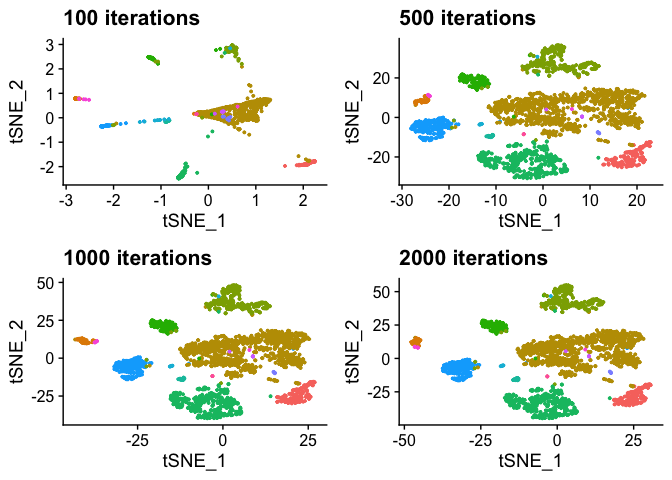 100 iterations
3
2
1
0
-1
-2
tSNE_2
-3 -2 -1 0 1 2
tSNE_1
500 iterations
20
0
-20
tSNE_2
-30 -20 -10 0 10 20
tSNE_1
1000 iterations
50
25
0
-25
tSNE_2
-25 0 25
tSNE_1
2000 iterations
50
25
0
-25
tSNE_2
-50 -25 0 25
tSNE_1